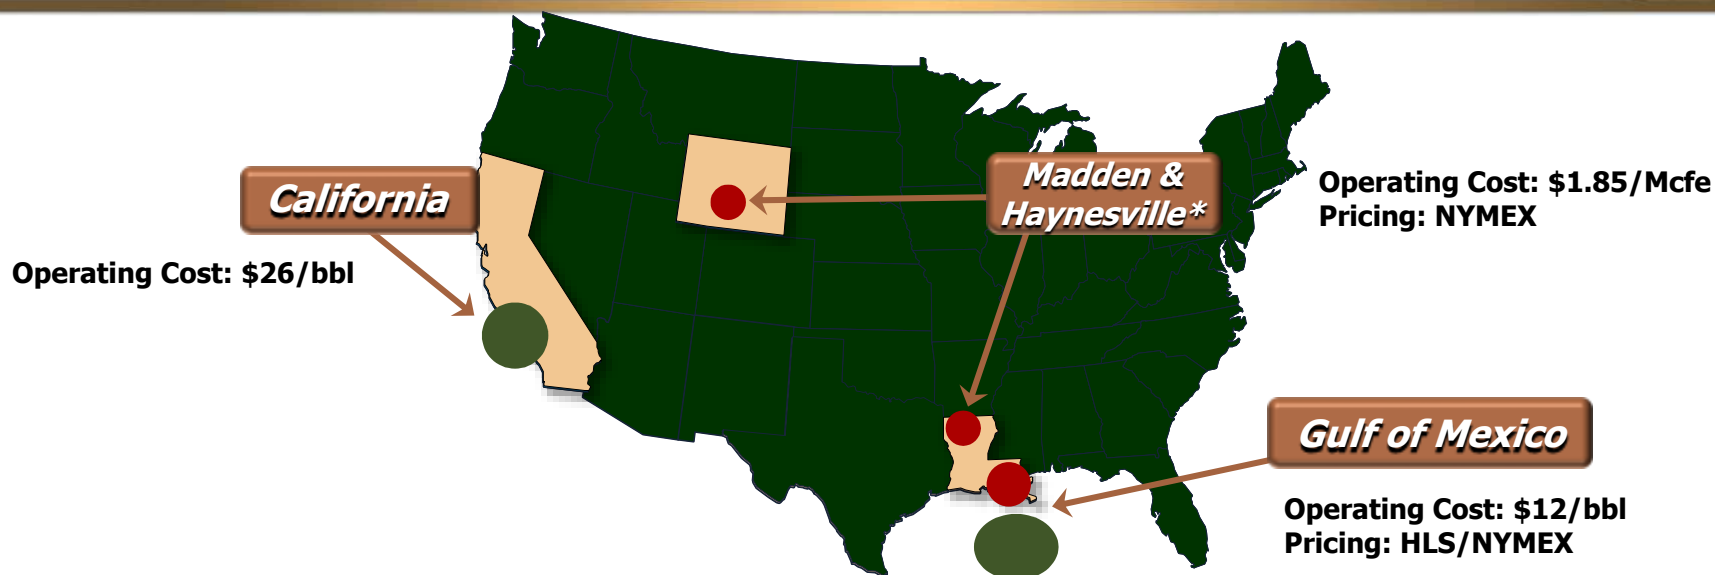 California
Operating Cost: $26/bbl
Madden &
Haynesville*
Operating Cost: $1.85/Mcfe
Pricing: NYMEX
Gulf of Mexico
Operating Cost: $12/bbl
Pricing: HLS/NYMEX